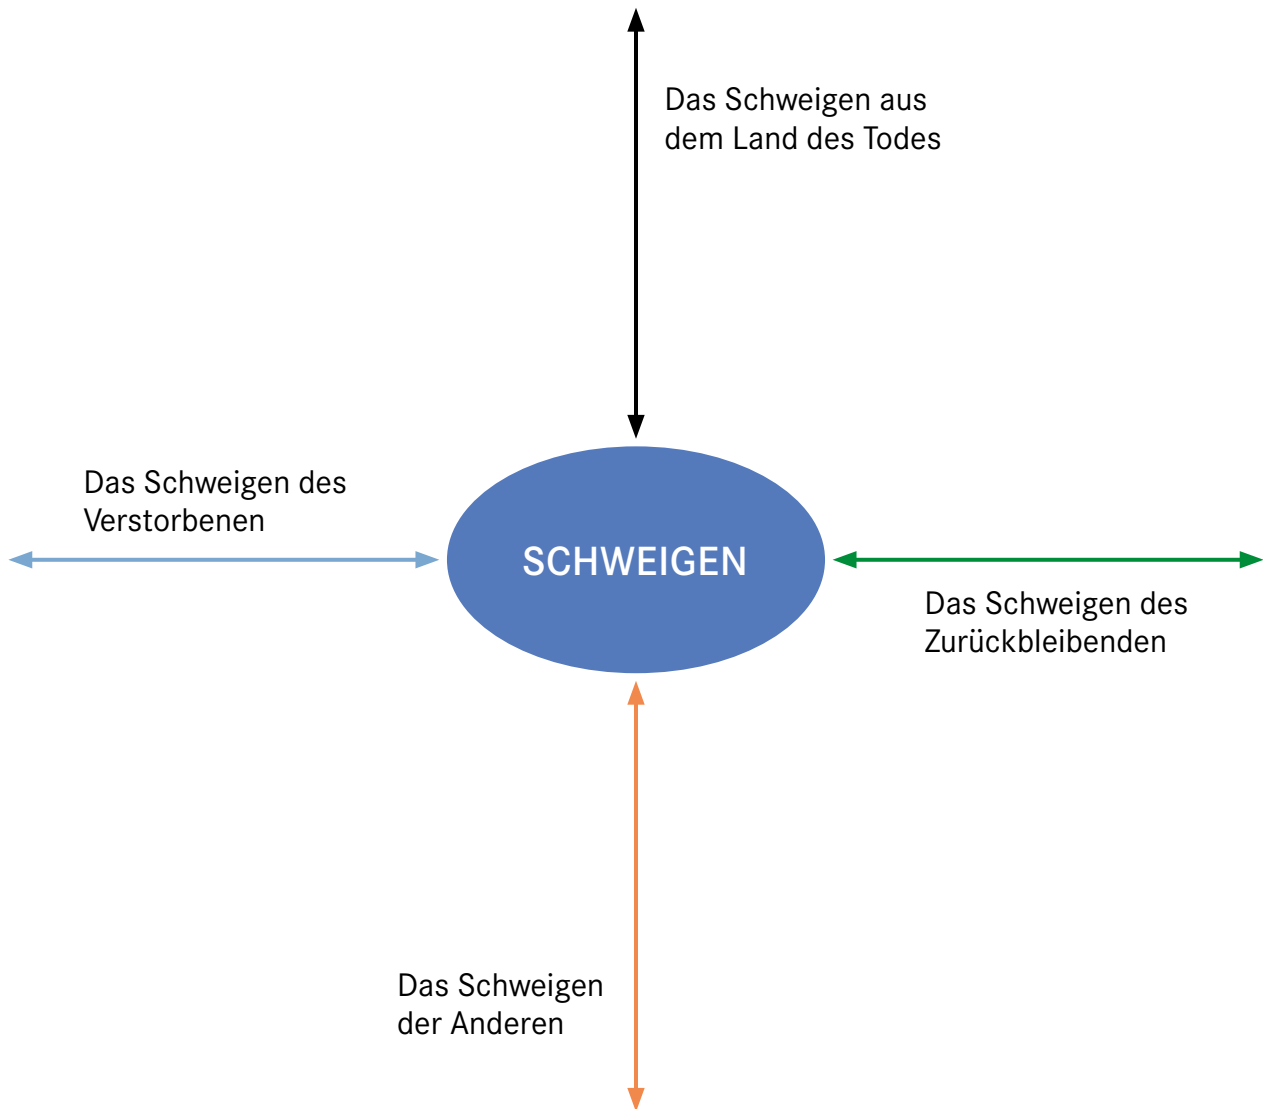 Das Schweigen aus
dem Land des Todes
Das Schweigen des
Verstorbenen
SCHWEIGEN
Das Schweigen des
Zurückbleibenden
Das Schweigen
der Anderen